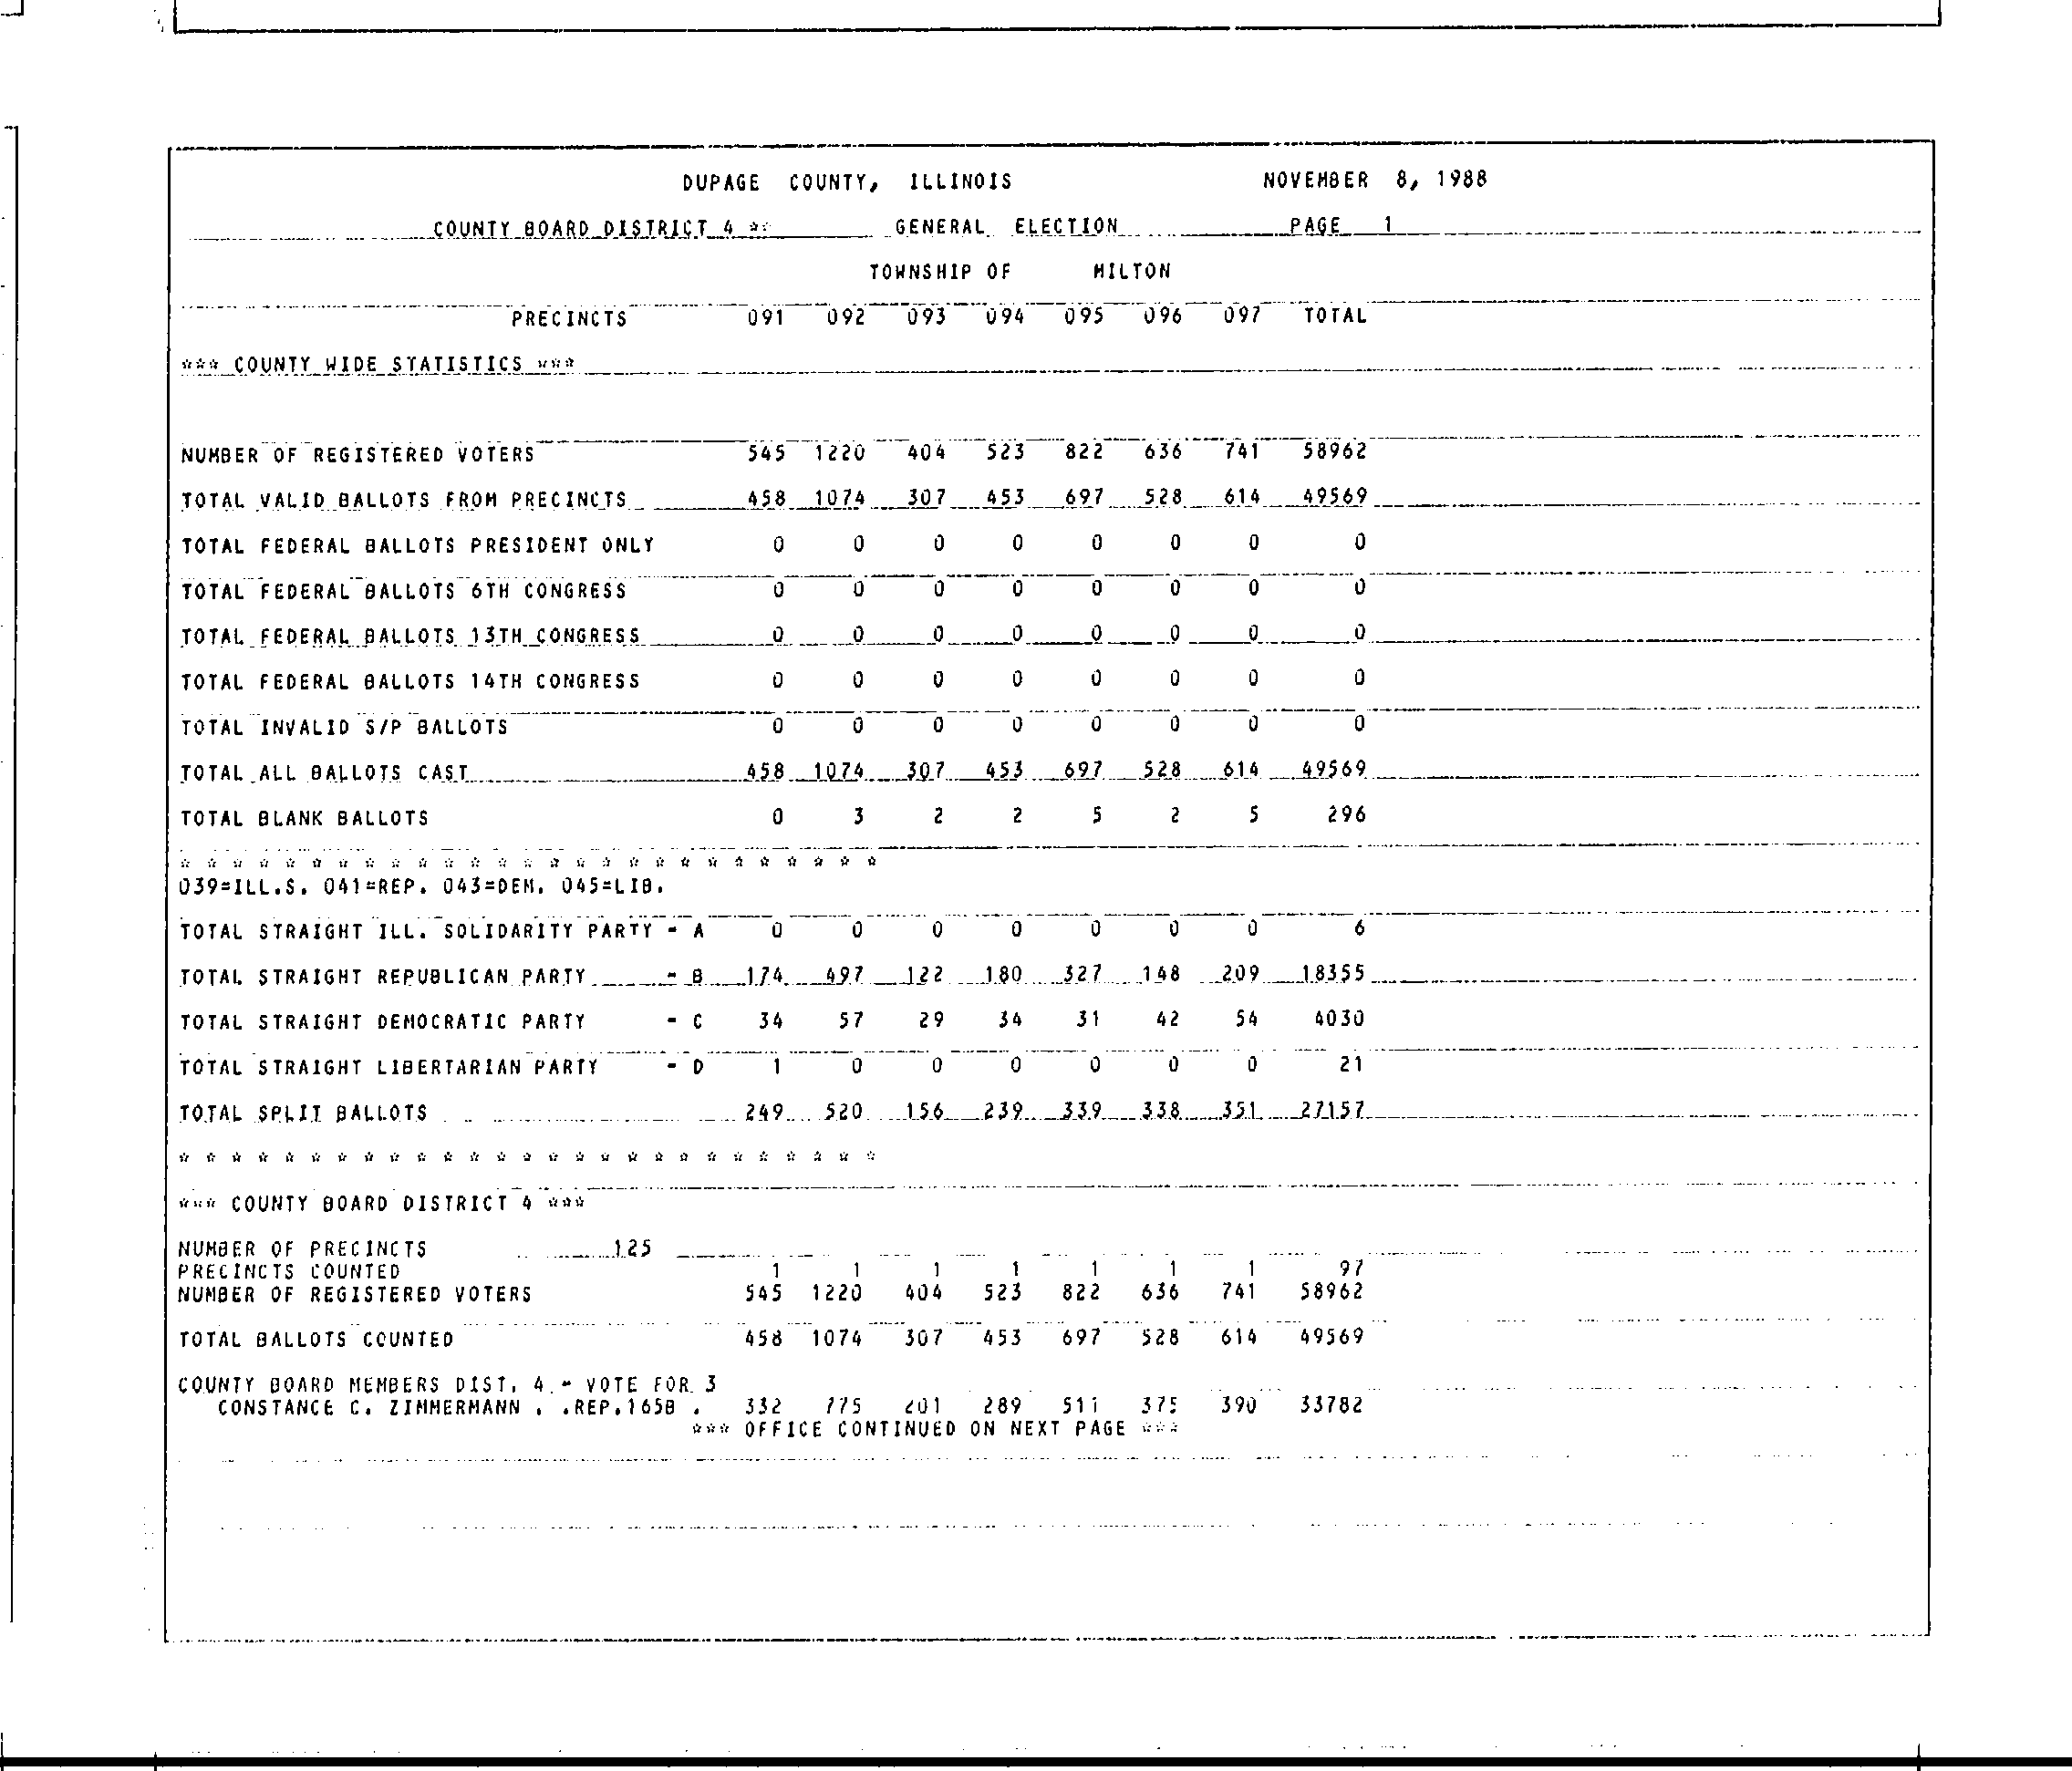 DUPAGE COUNTY, ILLINOIS NOVEMBER 8, 1988
COUNTY BOARD DISTRICT 4 ** GENERAL ELECTION PAGE 1
TOWNSHIP OF MILTON
PRECINCTS 091 092 093 094 095 096 097 TOTAL
*** COUNTY WIDE STATISTICS ***
NUMBER OF REGISTERED VOTERS 545 1220 404 523 822 636 741 58962
TOTAL VALID BALLOTS FROM PRECINCTS 458 1074 307 453 697 528 614 49569
TOTAL FEDERAL BALLOTS PRESIDENT ONLY 0 0 0 0 0 0 0 0
TOTAL FEDERAL BALLOTS 6TH CONGRESS 0 0 0 0 0 0 0 0
TOTAL FEDERAL BALLOTS 13TH CONGRESS 0 0 0 0 0 0 0 0
TOTAL FEDERAL BALLOTS 14TH CONGRESS 0 0 0 0 0 0 0 0
TOTAL INVALID S/P BALLOTS 0 0 0 0 0 0 0 0
TOTAL ALL BALLOTS CAST 458 1074 307 453 697 528 614 49569
TOTAL BLANK BALLOTS 0 3 2 2 5 2 5 296
* * * * * * * * * * * * * * * * * * * * * * * * * * *
039=ILL.S. 041=REP. 043=DEM. 045=LIB.
TOTAL STRAIGHT ILL. SOLIDARITY PARTY - A 0 0 0 0 0 0 0 6
TOTAL STRAIGHT REPUBLICAN PARTY - B 174 497 122 180 327 148 209 18355
TOTAL STRAIGHT DEMOCRATIC PARTY - C 34 57 29 34 31 42 54 4030
TOTAL STRAIGHT LIBERTARIAN PARTY - D 1 0 0 0 0 0 0 21
TOTAL SPLIT BALLOTS 249 520 156 239 339 338 351 27157
* * * * * * * * * * * * * * * * * * * * * * * * * * *
*** COUNTY BOARD DISTRICT 4 ***
NUMBER OF PRECINCTS 125
PRECINCTS COUNTED 1 1 1 1 1 1 1 97
NUMBER OF REGISTERED VOTERS 545 1220 404 523 822 636 741 58962
TOTAL BALLOTS COUNTED 458 1074 307 453 697 528 614 49569
COUNTY BOARD MEMBERS DIST. 4 - VOTE FOR 3
CONSTANCE C. ZIMMERMANN . .REP.165B . 332 775 201 289 511 375 390 33782
*** OFFICE CONTINUED ON NEXT PAGE ***